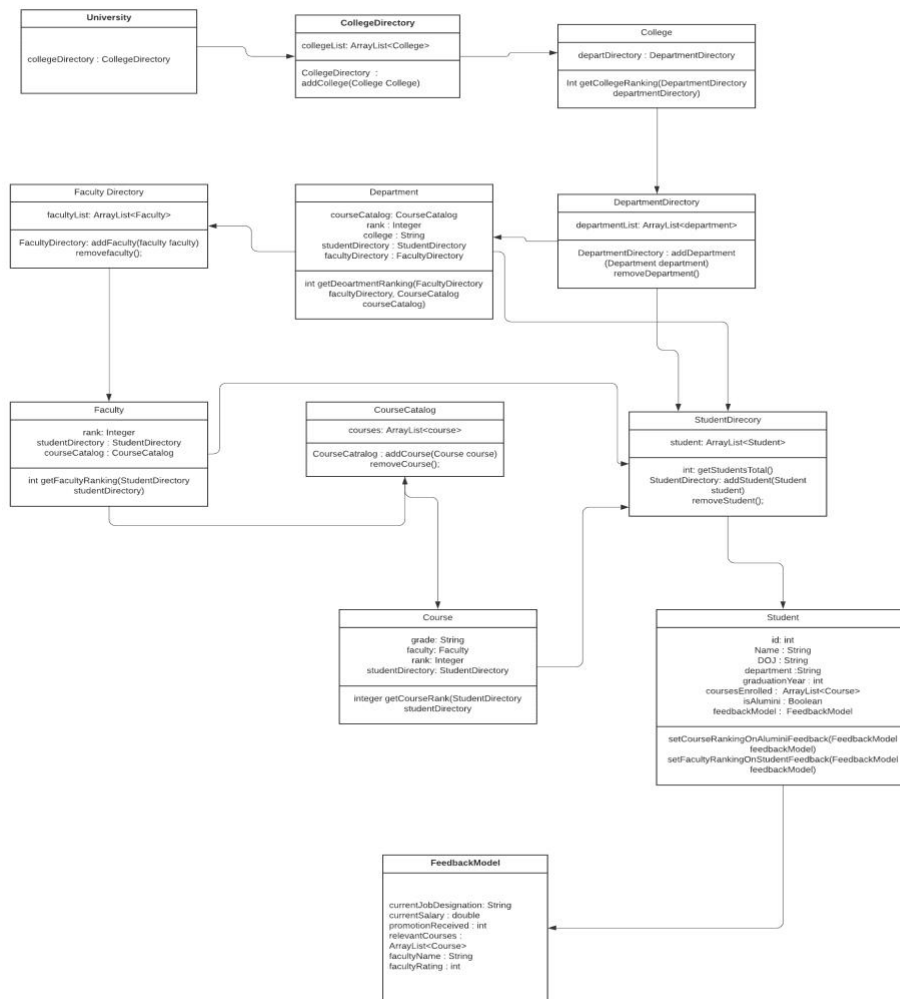 University
collegeDirectory : CollegeDirectory
CollegeDirectory
collegeList: ArrayList<College>
CollegeDirectory :
addCollege(College College)
College
departDirectory : DepartmentDirectory
Int getCollegeRanking(DepartmentDirectory
departmentDirectory)
Faculty Directory
facultyList: ArrayList<Faculty>
FacultDirectory: addFaculty(faculty faculty)
removefaculty();
Department
courseCatalog: CourseCatalog
rank : Integer
college : String
studentDirectory : StudentDirectory
facultyDirectory : FacultyDirectory
int getDeoartmentRanking(FacultyDirectory
facultyDirectory, CourseCatalog
courseCatalog)
DepartmentDirectory
departmentList: ArrayList<department>
DepartmentDirectory : addDepartment
(Department department)
removeDepartment()
Faculty
rank: Integer
studentDirectory : StudentDirectory
courseCatalog : CourseCatalog
int getFacultyRanking(StudentDirectory
studentDirectory)
CourseCatalog
courses: ArrayList<course>
CourseCatralog : addCourse(Course course)
removeCourse();
StudentDirecory
student: ArrayList<Student>
int: getStudentsTotal()
StudentDirectory: addStudent(Student
student)
removeStudent();
Course
grade: String
faculty: Faculty
rank: Integer
studentDirectory: StudentDirectory
integer getCourseRank(StudentDirectory
studentDirectory
Student
id: int
Name : String
DOJ : String
department :String
graduationYear : int
coursesEnrolled : ArrayList<Course>
isAlumini : Boolean
feedbackModel : FeedbackModel
setCourseRankingOnAluminiFeedback(FeedbackModel
feedbackModel)
setFacultyRankingOnStudentFeedback(FeedbackModel
feedbackModel)
FeedbackModel
currentJobDesignation: String
currentSalary : double
promotionReceived : int
relevantCourses :
ArrayList<Course>
facultyName : String
facultyRating : int